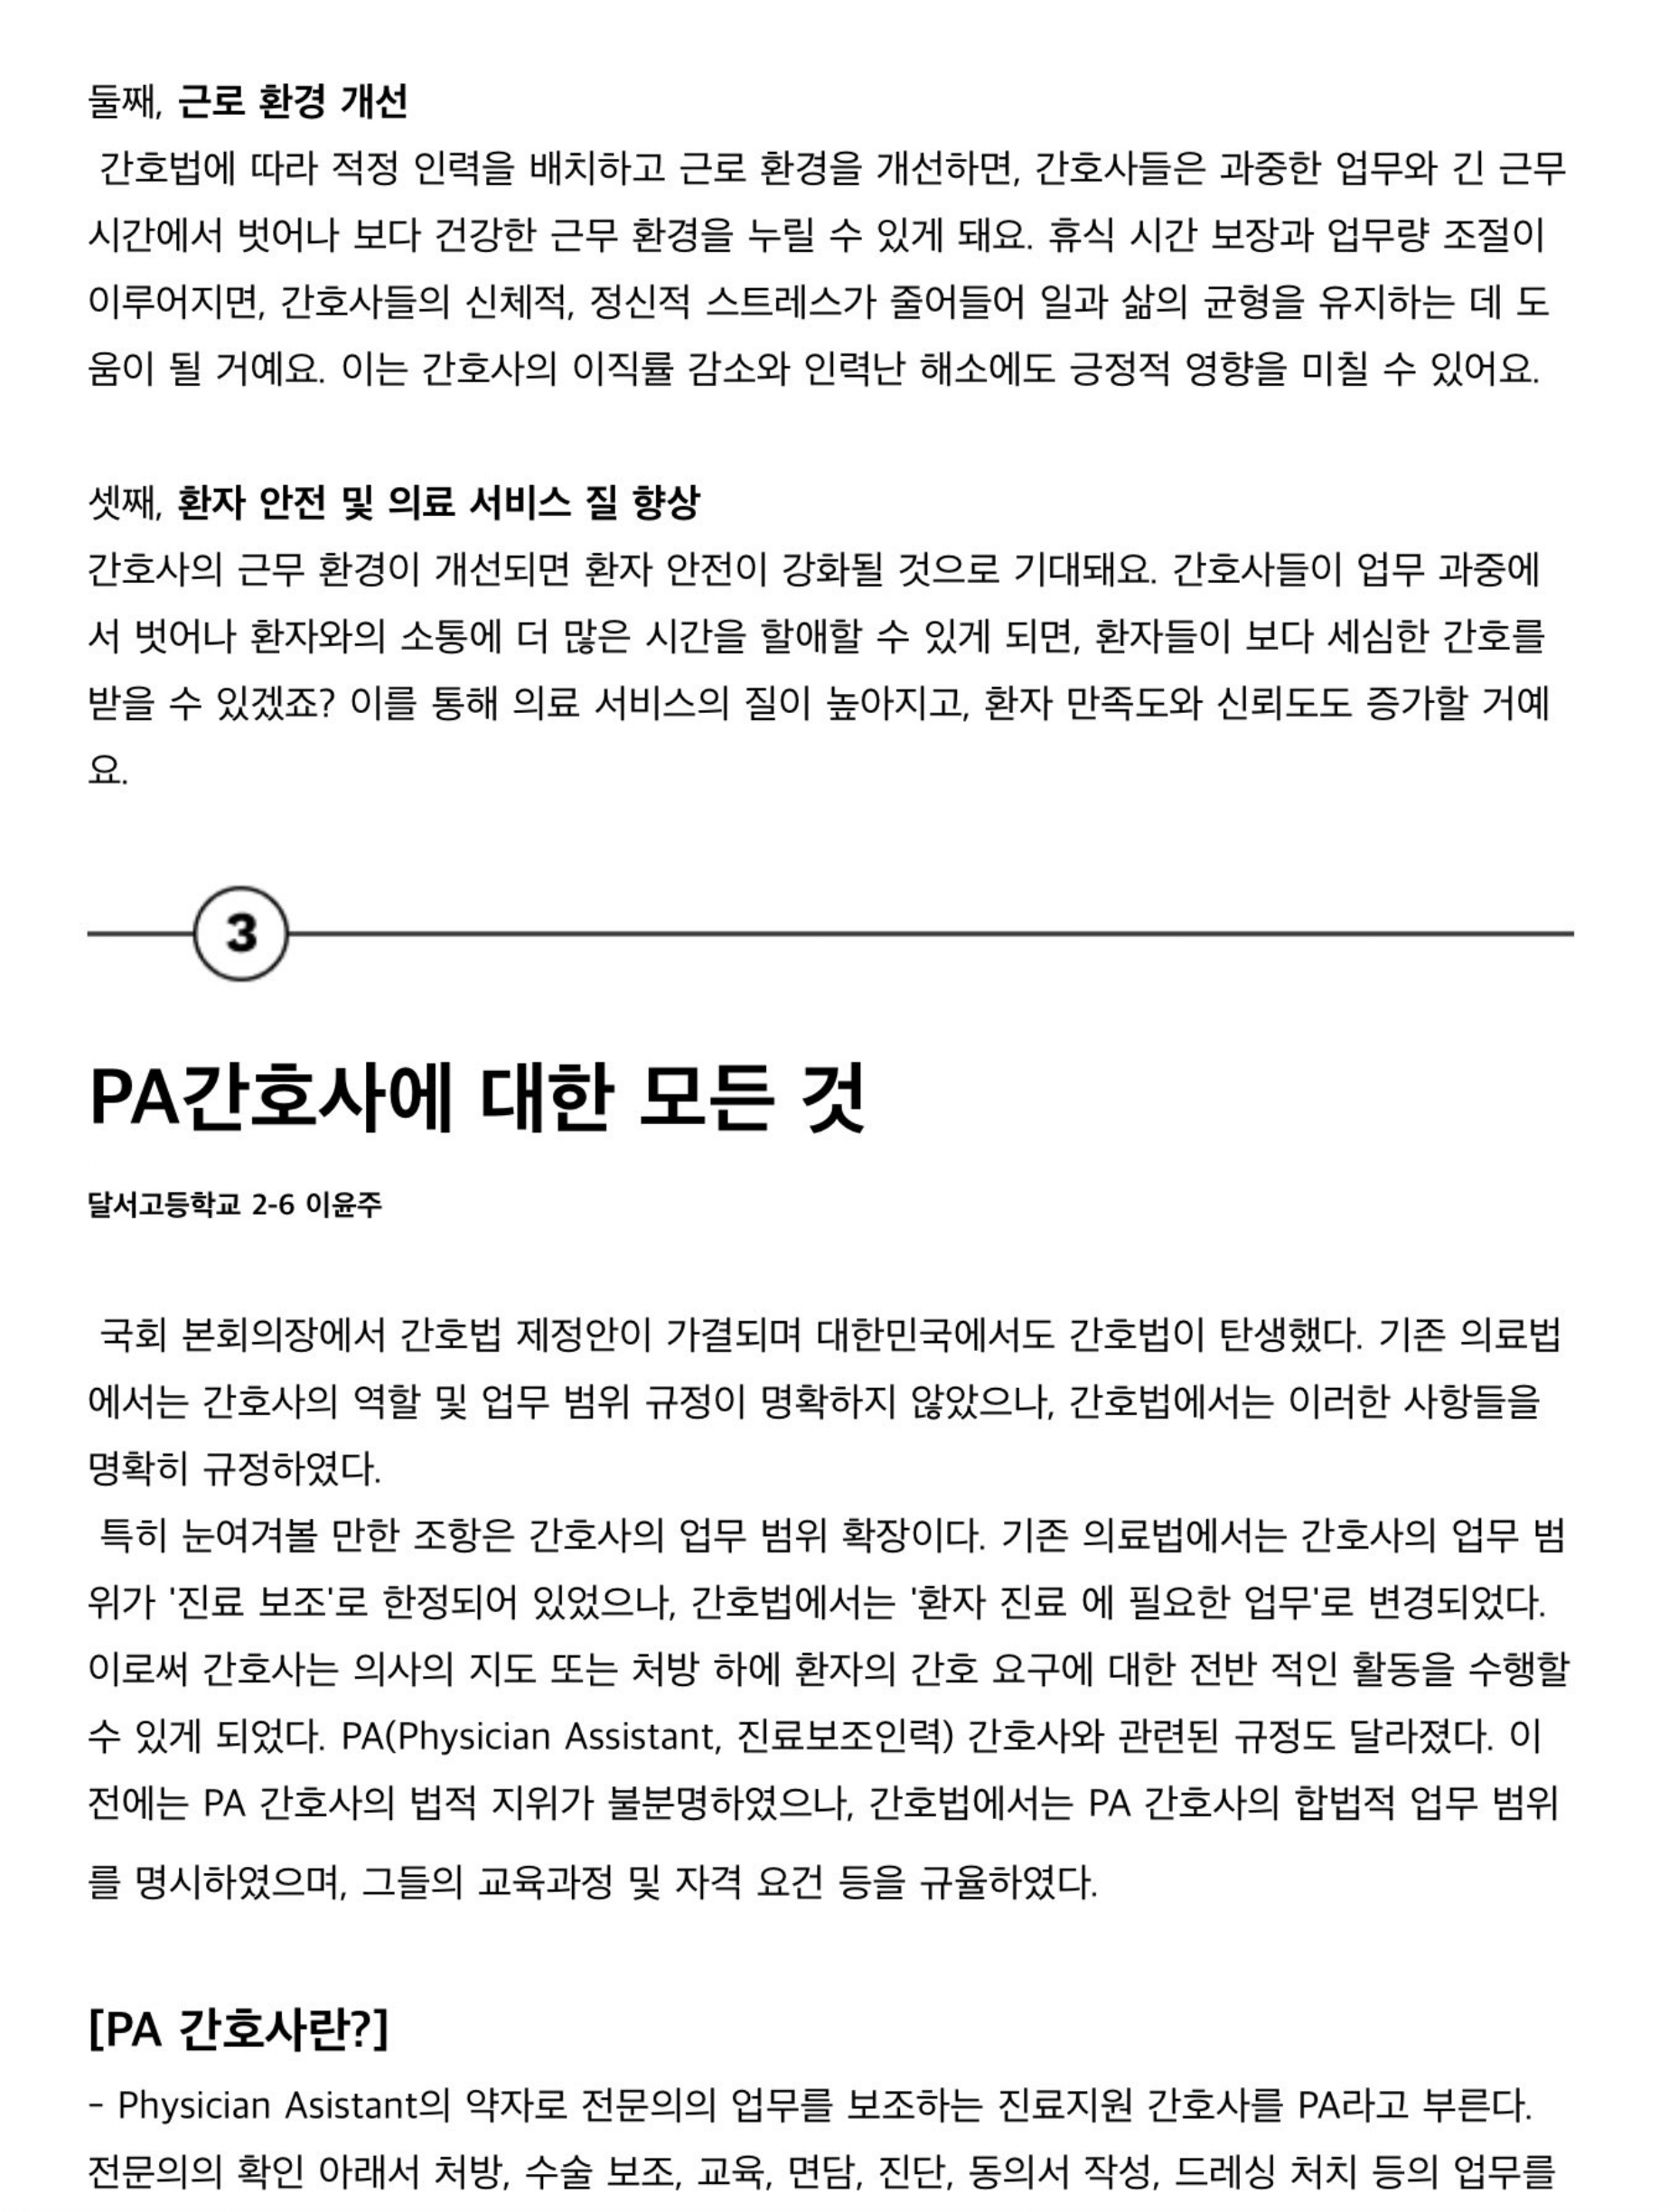 둘째, 근로 환경 개선
간호법에 따라 적정 인력을 배치하고 근로 환경을 개선하면, 간호사들은 과중한 업무와 긴 근무
시간에서 벗어나 보다 건강한 근무 환경을 누릴 수 있게 돼요. 휴식 시간 보장과 업무량 조절이
이루어지면, 간호사들의 신체적, 정신적 스트레스가 줄어들어 일과 삶의 균형을 유지하는 데 도
움이 될 거예요. 이는 간호사의 이직률 감소와 인력난 해소에도 긍정적 영향을 미칠 수 있어요.
셋째, 환자 안전 및 의료 서비스 질 향상
간호사의 근무 환경이 개선되면 환자 안전이 강화될 것으로 기대돼요. 간호사들이 업무 과중에
서 벗어나 환자와의 소통에 더 많은 시간을 할애할 수 있게 되면, 환자들이 보다 세심한 간호를
받을 수 있겠죠? 이를 통해 의료 서비스의 질이 높아지고, 환자 만족도와 신뢰도도 증가할 거예
요.
3
PA간호사에 대한 모든 것
달서고등학교 2-6 이윤주
국회 본회의장에서 간호법 제정안이 가결되며 대한민국에서도 간호법이 탄생했다. 기존 의료법
에서는 간호사의 역할 및 업무 범위 규정이 명확하지 않았으나, 간호법에서는 이러한 사항들을
명확히 규정하였다.
특히 눈여겨볼 만한 조항은 간호사의 업무 범위 확장이다. 기존 의료법에서는 간호사의 업무 범
위가 '진료 보조'로 한정되어 있었으나, 간호법에서는 '환자 진료 에 필요한 업무'로 변경되었다.
이로써 간호사는 의사의 지도 또는 처방 하에 환자의 간호 요구에 대한 전반 적인 활동을 수행할
수 있게 되었다. PA(Physician Assistant, 진료보조인력) 간호사와 관련된 규정도 달라졌다. 이
전에는 PA 간호사의 법적 지위가 불분명하였으나, 간호법에서는 PA 간호사의 합법적 업무 범위
를 명시하였으며, 그들의 교육과정 및 자격 요건 등을 규율하였다.
[PA 간호사란?]
- Physician Asistant의 약자로 전문의의 업무를 보조하는 진료지원 간호사를 PA라고 부른다.
전문의의 확인 아래서 처방, 수술 보조, 교육, 면담, 진단, 동의서 작성, 드레싱 처치 등의 업무를